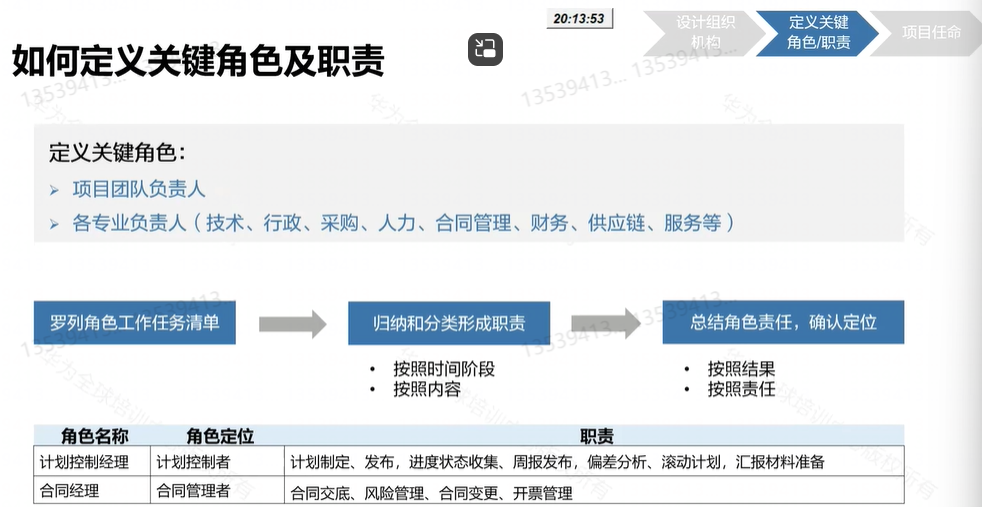 20:13:53
设计组织
机构
定义关键
角色/职责
项目任命
如何定义关键角色及职责
13539413...
13539413...
13539413...
定义关键角色：
项目团队负责人
各专业负责人（技术、行政、采购、人力、合同管理、财务、供应链、服务等）
罗列角色工作任务清单
归纳和分类形成职责
总结角色责任，确认定位
• 按照时间阶段
• 按照内容
• 按照结果
• 按照责任
角色名称 角色定位 职责
计划控制经理 计划控制者 计划制定、发布，进度状态收集、周报发布，偏差分析、滚动计划，汇报材料准备
合同经理 合同管理者 合同交底、风险管理、合同变更、开票管理